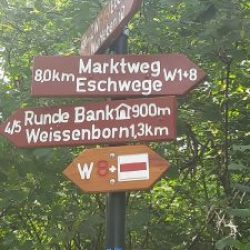 8,0km Marktweg W1+8
Eschwege
Runde Bank 900m
4/5 Weissenborn 1,3km
W8+